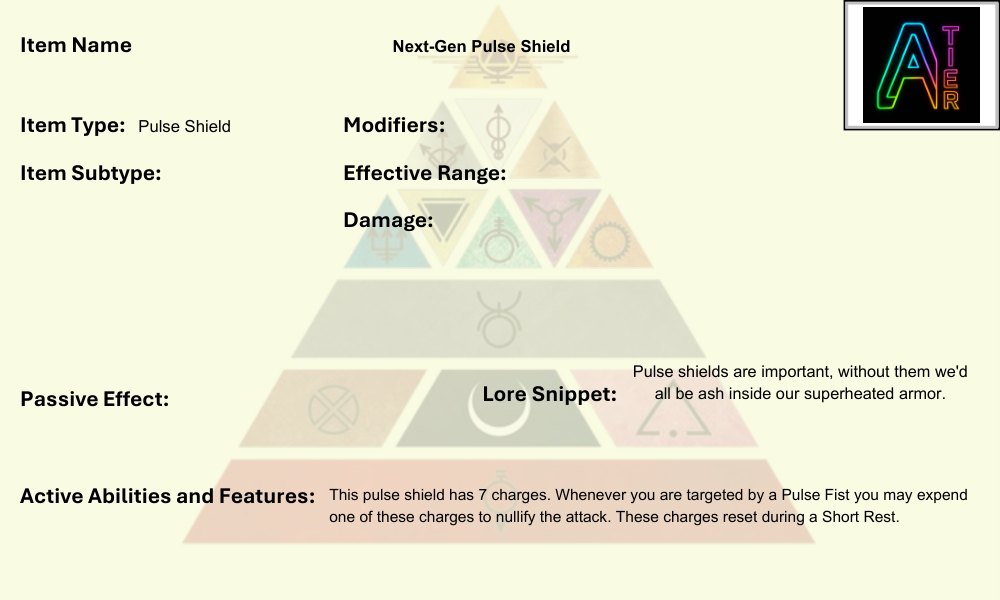 Item Name
Next-Gen Pulse Shield
A TIER
Item Type: Pulse Shield
Modifiers:
Item Subtype:
Effective Range:
Damage:
Passive Effect:
Lore Snippet:
Pulse shields are important, without them we'd
all be ash inside our superheated armor.
Active Abilities and Features:
This pulse shield has 7 charges. Whenever you are targeted by a Pulse Fist you may expend
one of these charges to nullify the attack. These charges reset during a Short Rest.